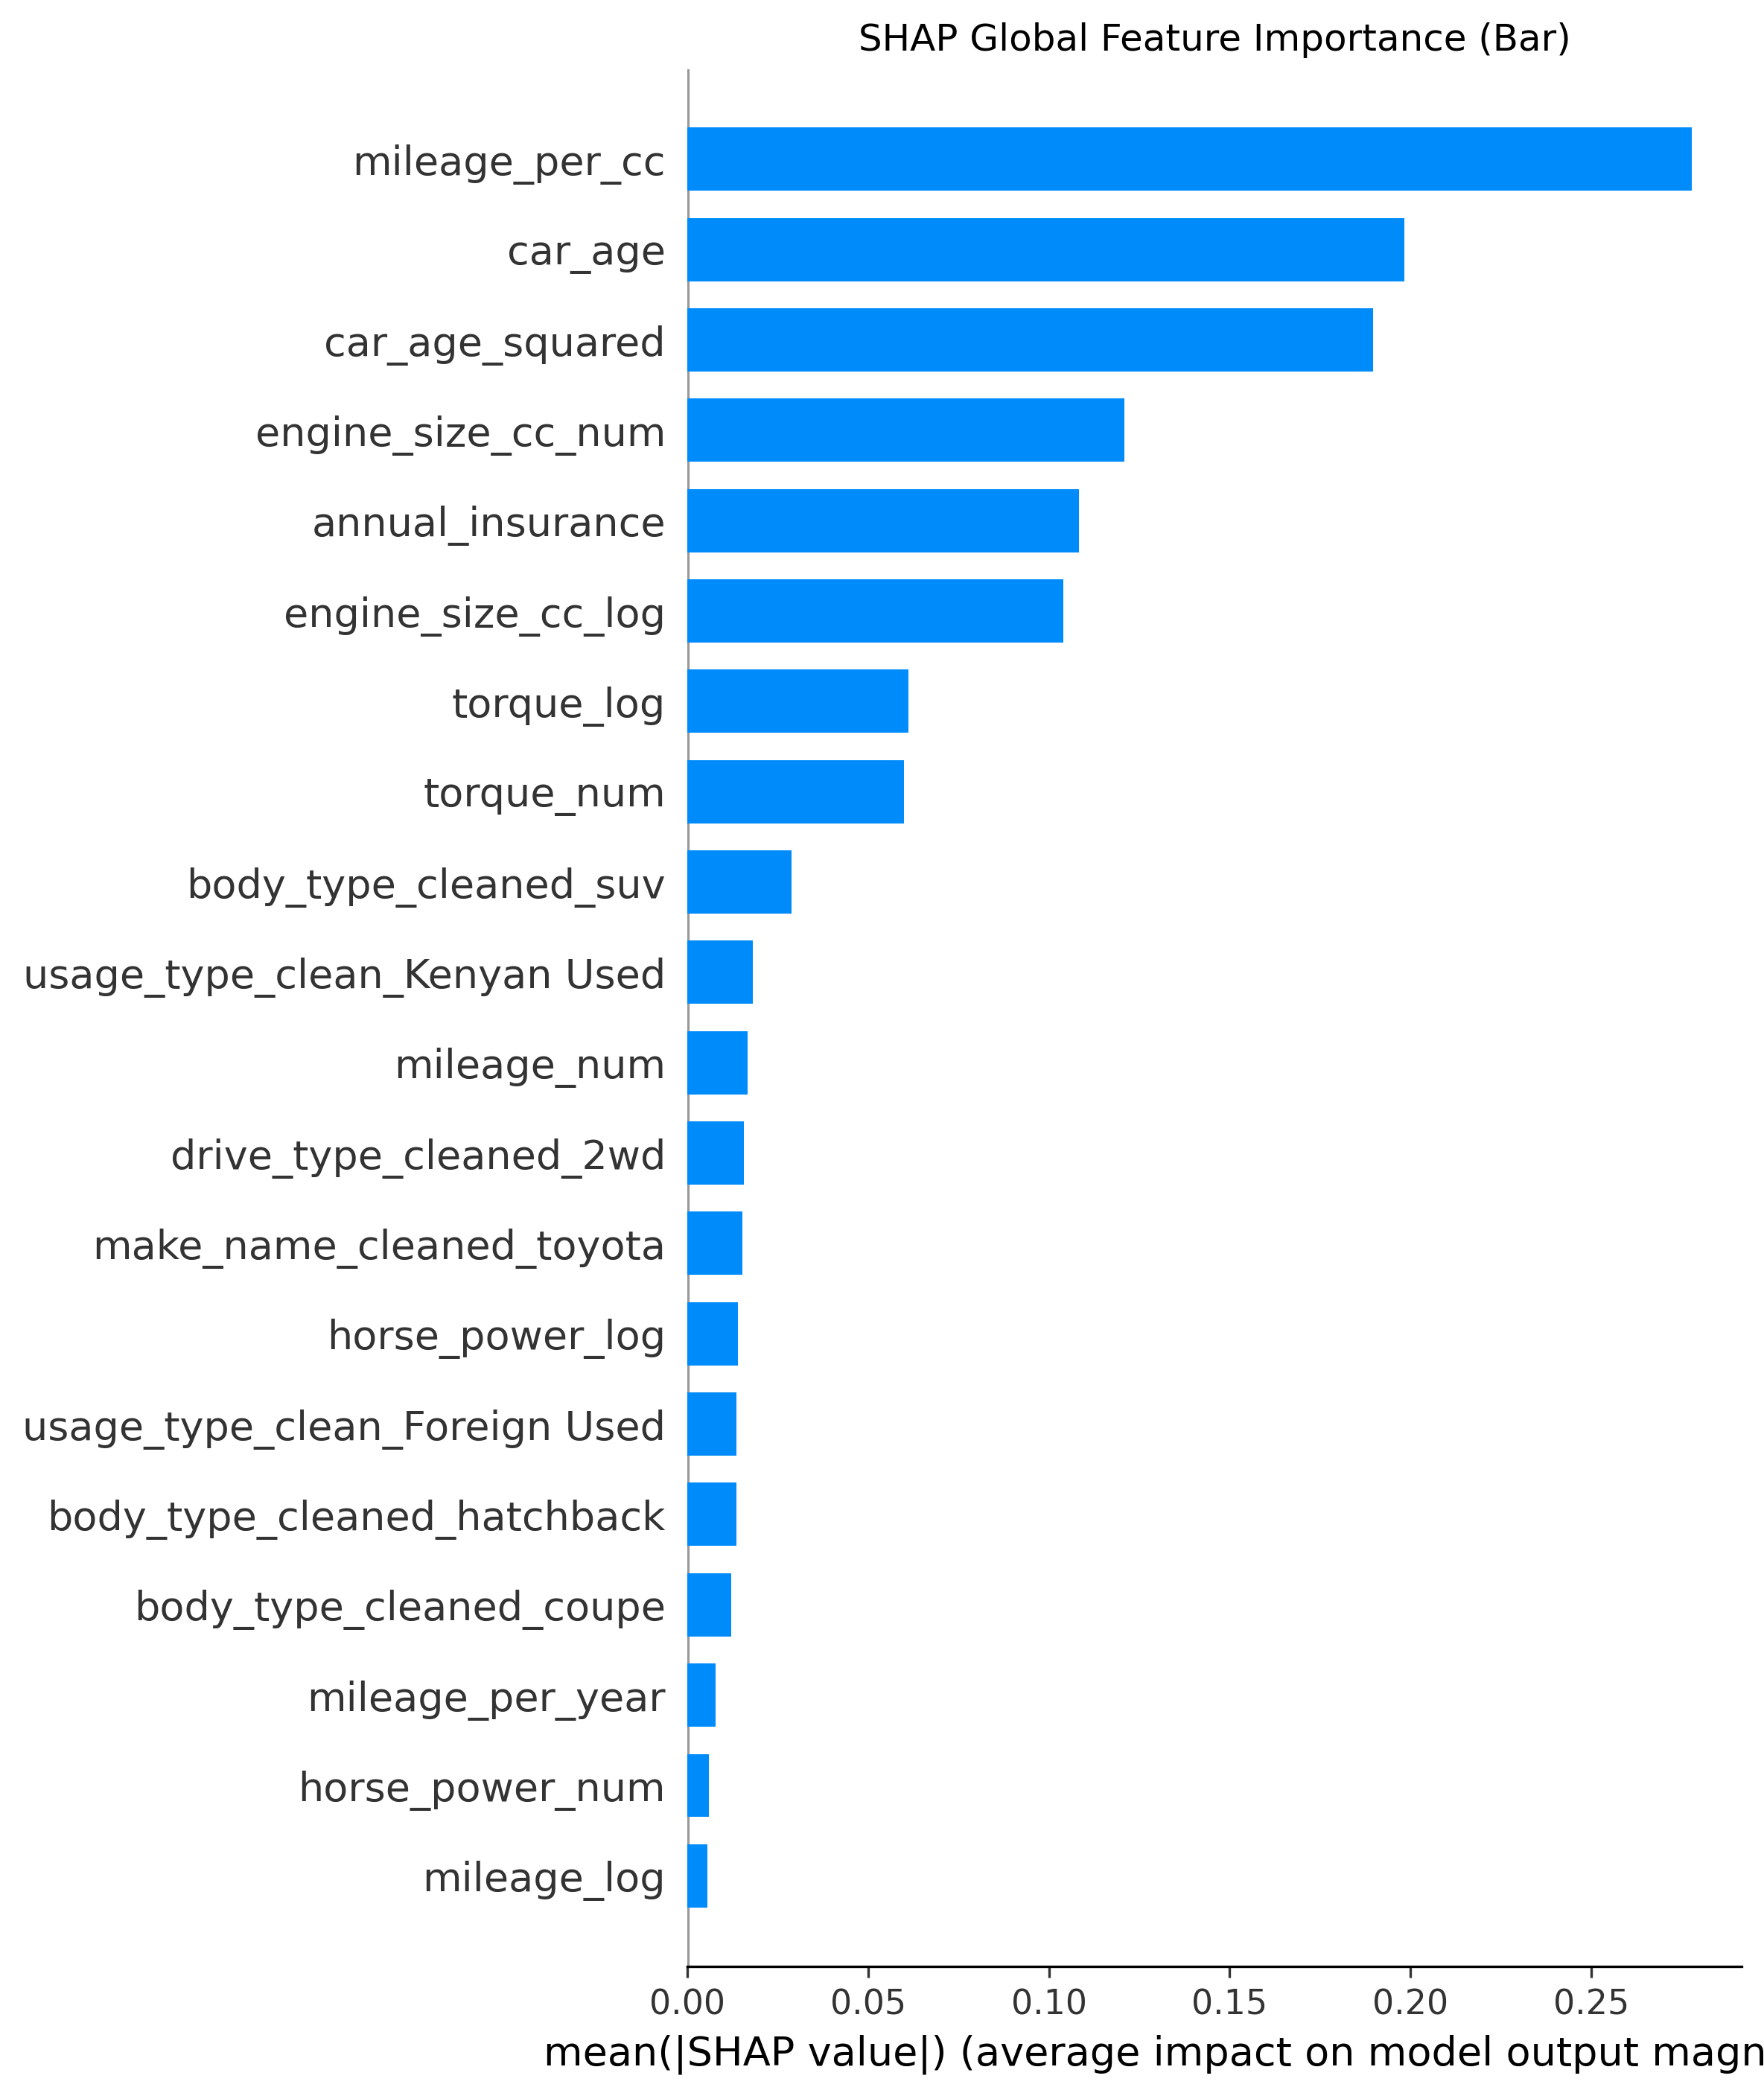 SHAP Global Feature Importance (Bar)
mileage_per_cc
car_age
car_age_squared
engine_size_cc_num
annual_insurance
engine_size_cc_log
torque_log
torque_num
body_type_cleaned_suv
usage_type_clean_Kenyan Used
mileage_num
drive_type_cleaned_2wd
make_name_cleaned_toyota
horse_power_log
usage_type_clean_Foreign Used
body_type_cleaned_hatchback
body_type_cleaned_coupe
mileage_per_year
horse_power_num
mileage_log
0.00 0.05 0.10 0.15 0.20 0.25
mean(|SHAP value|) (average impact on model output magn